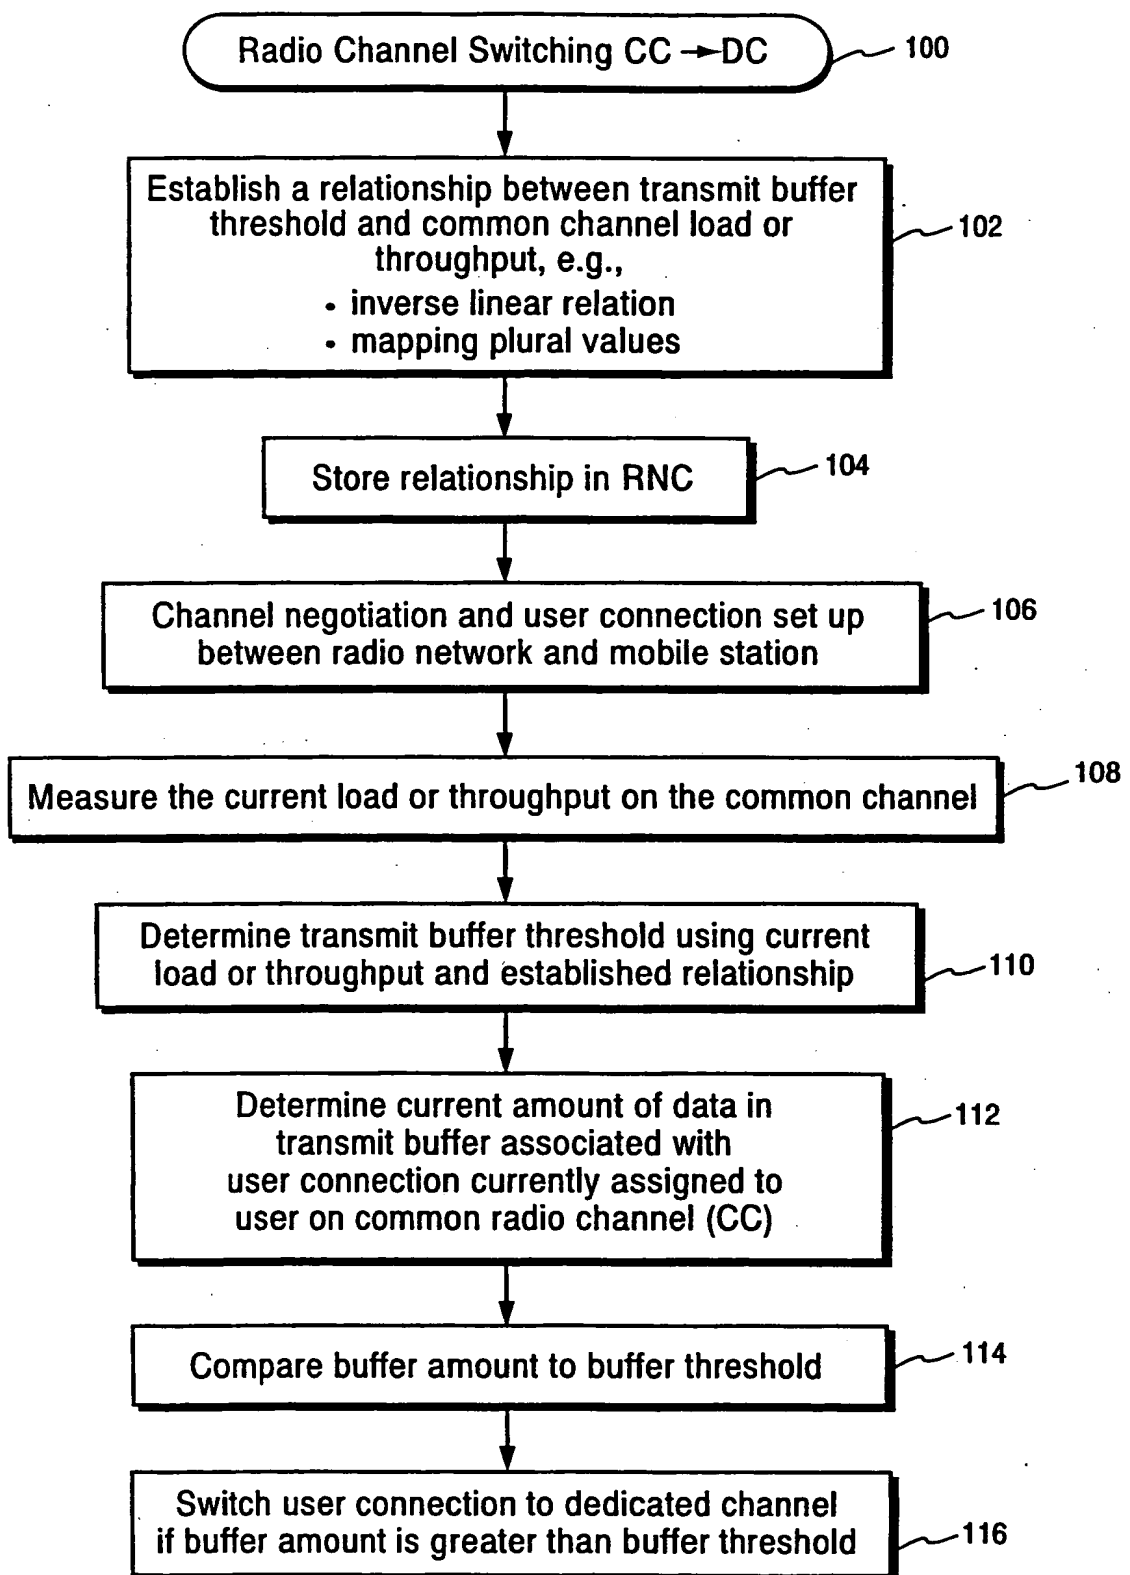 Radio Channel Switching CC → DC
100
Establish a relationship between transmit buffer
threshold and common channel load or
throughput, e.g.,
• inverse linear relation
• mapping plural values
102
Store relationship in RNC
104
Channel negotiation and user connection set up
between radio network and mobile station
106
Measure the current load or throughput on the common channel
108
Determine transmit buffer threshold using current
load or throughput and established relationship
110
Determine current amount of data in
transmit buffer associated with
user connection currently assigned to
user on common radio channel (CC)
112
Compare buffer amount to buffer threshold
114
Switch user connection to dedicated channel
if buffer amount is greater than buffer threshold
116